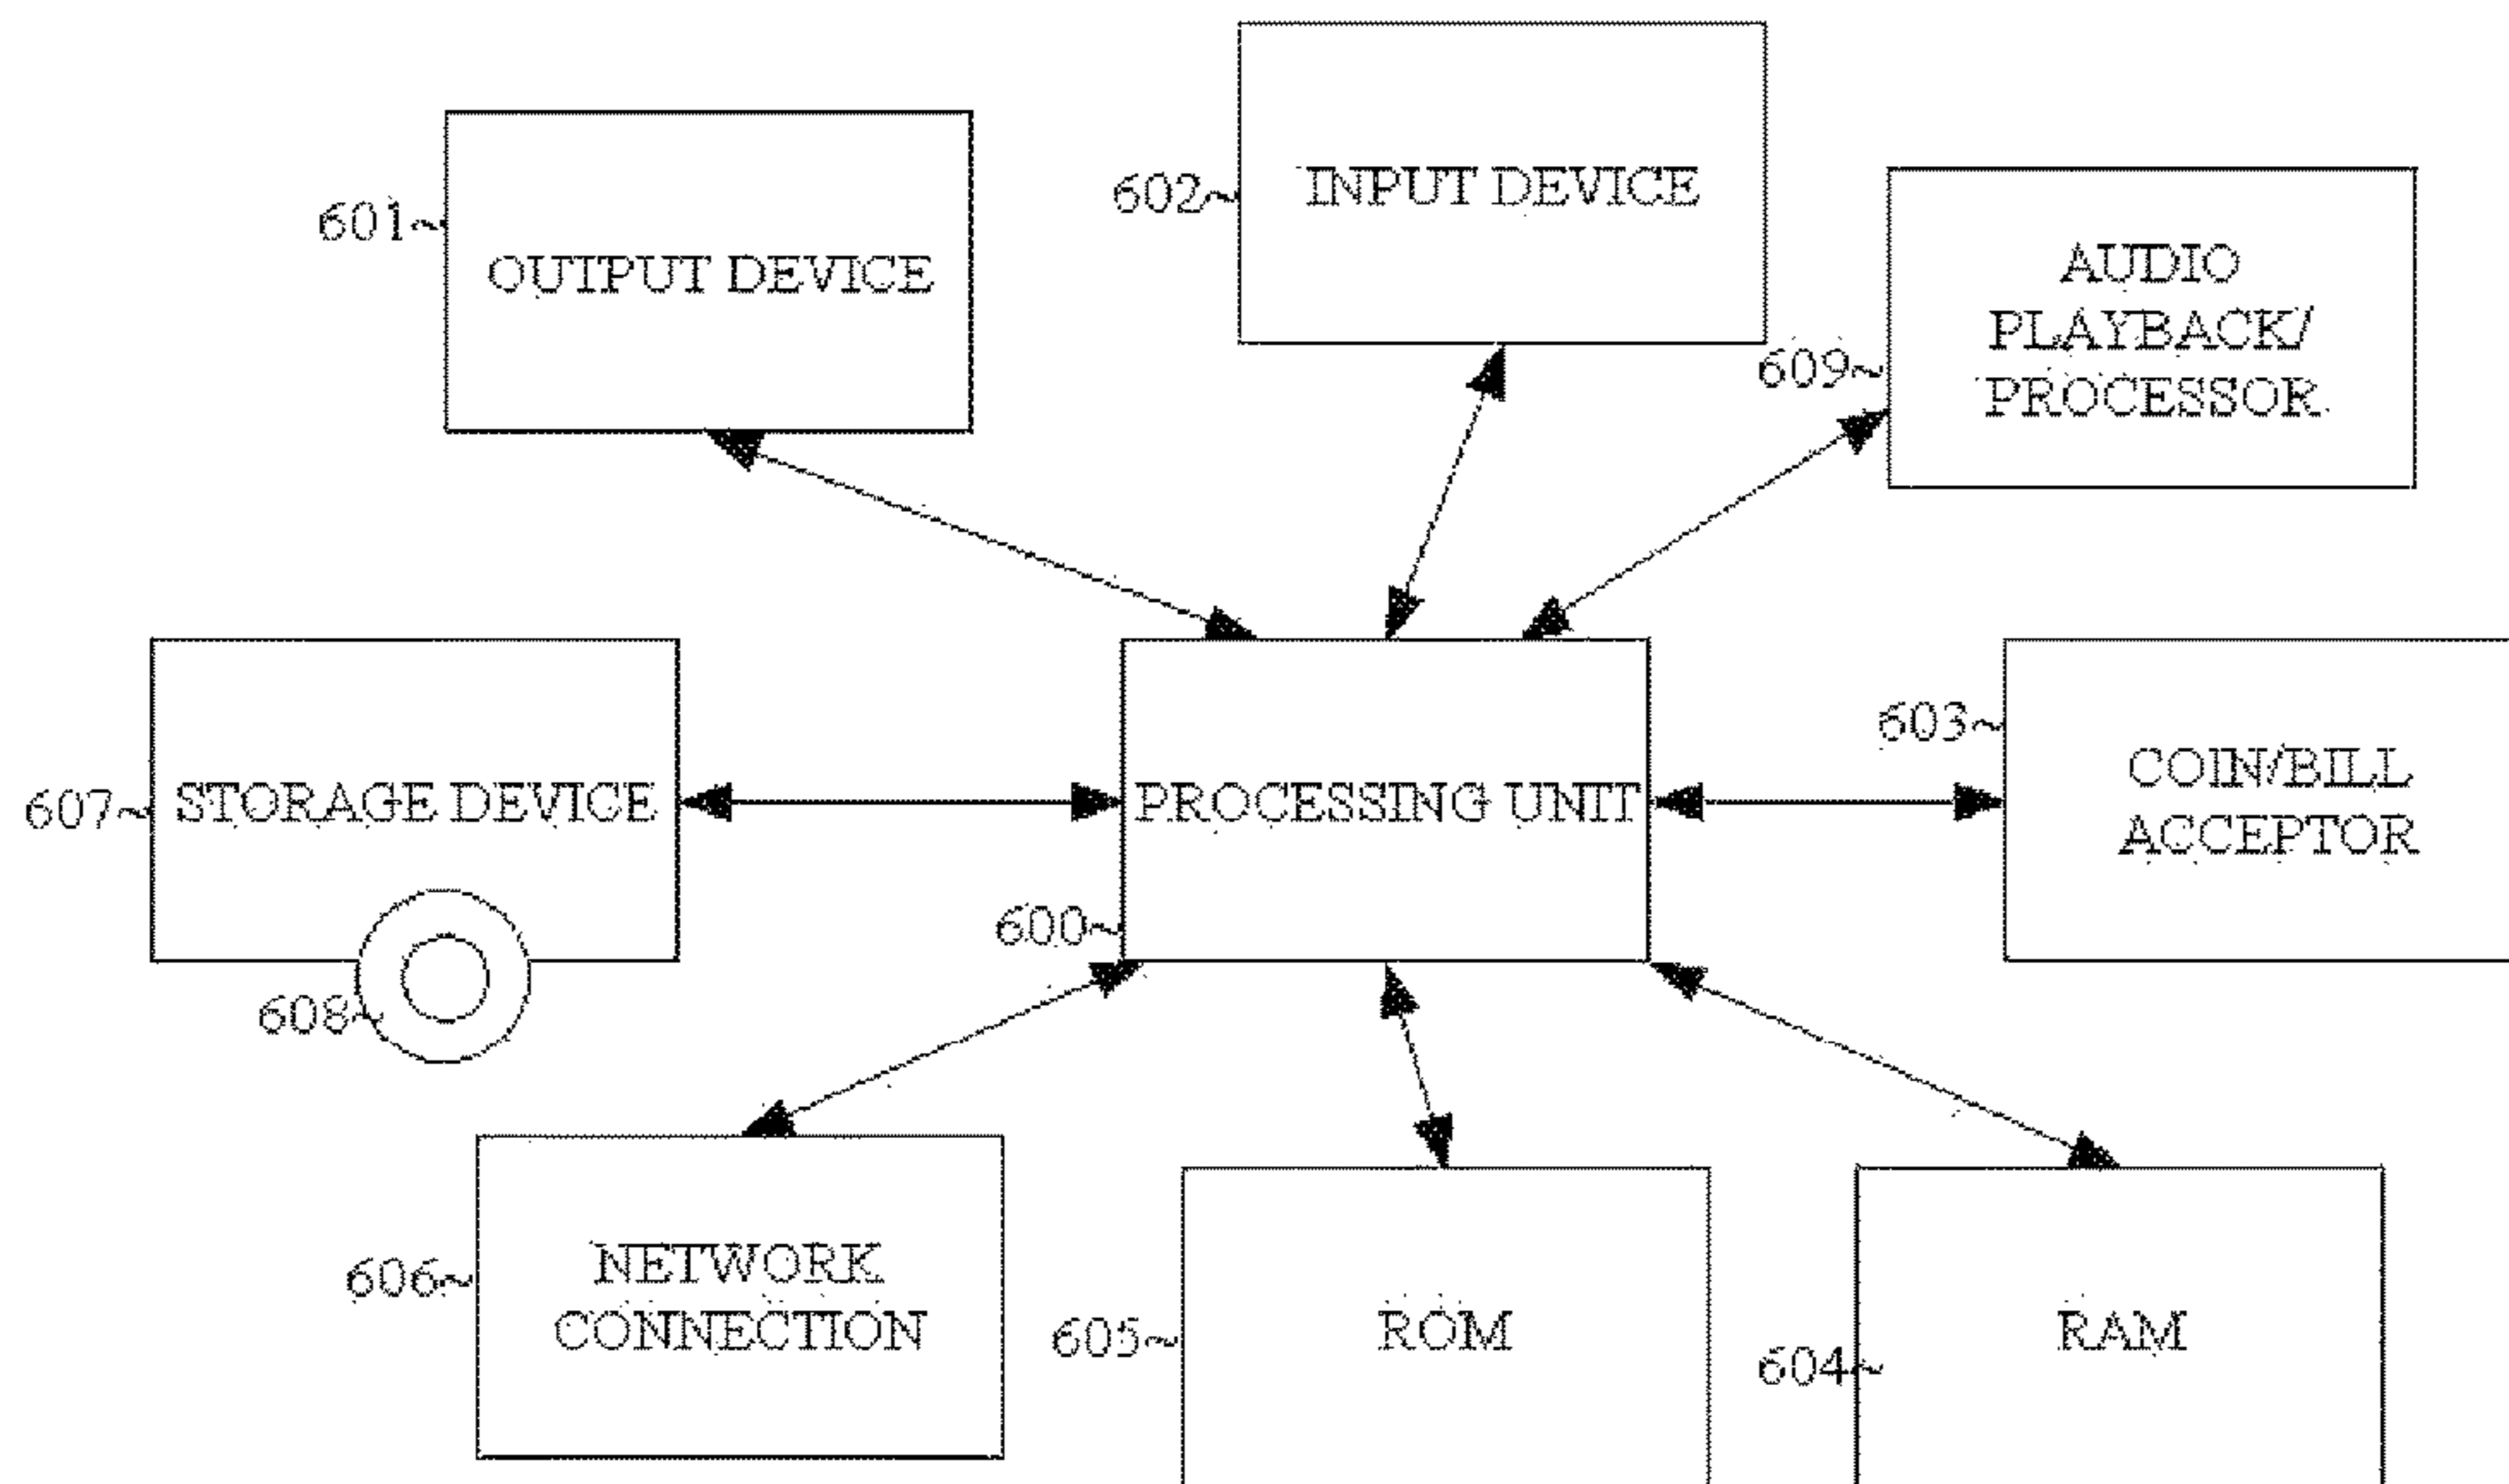 602~
INPUT DEVICE
601~
OUTPUT DEVICE
609~
AUDIO
PLAYBACK/
PROCESSOR
607~
STORAGE DEVICE
608~
PROCESSING UNIT
600~
603~
COIN/BILL
ACCEPTOR
606~
NETWORK
CONNECTION
605~
ROM
604~
RAM